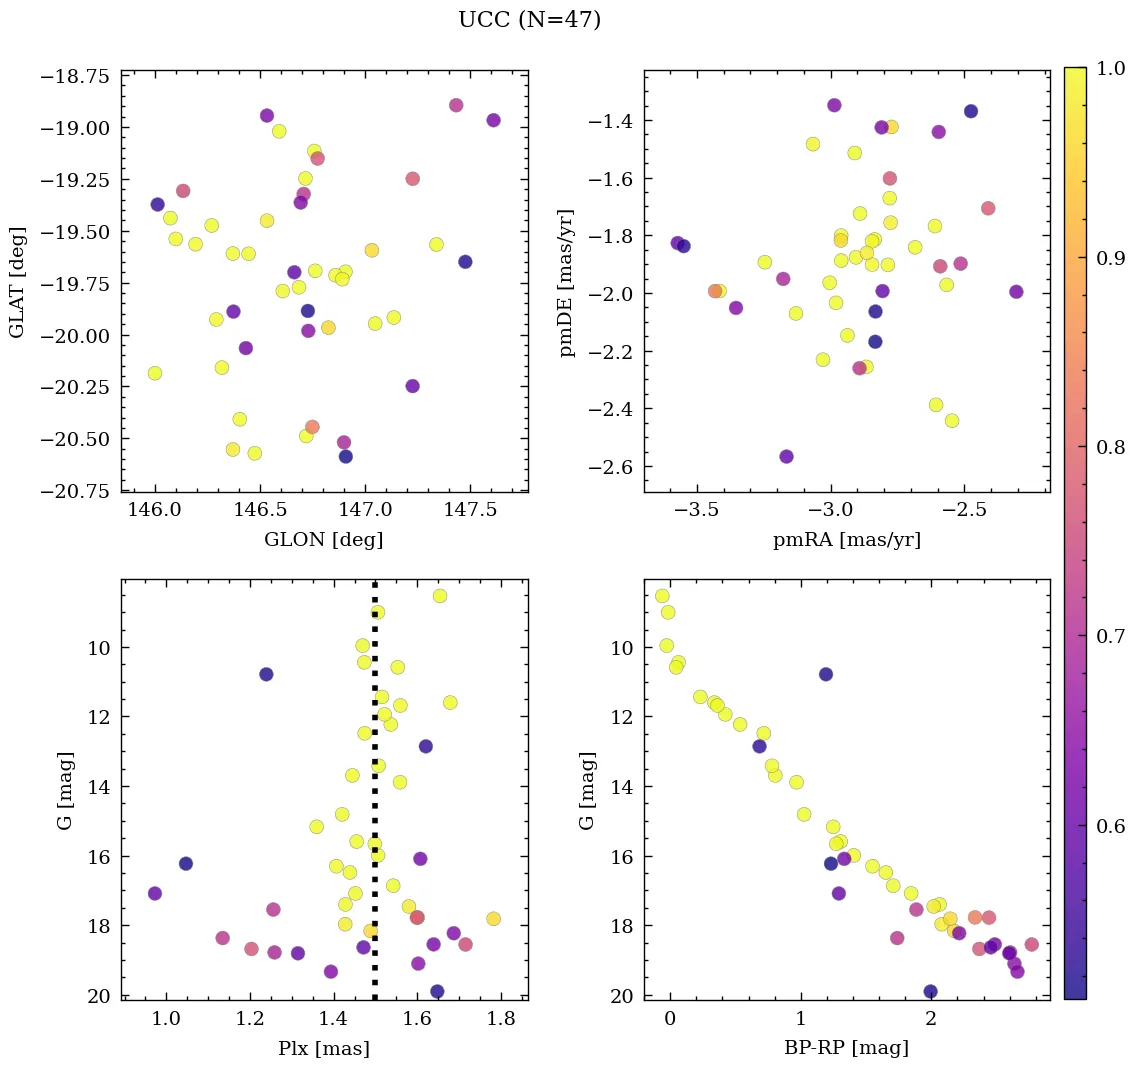 UCC (N=47)
−18.75
−19.00
−19.25
−19.50
−19.75
−20.00
−20.25
−20.50
−20.75
GLAT [deg]
146.0 146.5 147.0 147.5
GLON [deg]
−1.4
−1.6
−1.8
−2.0
−2.2
−2.4
−2.6
pmDE [mas/yr]
−3.5 −3.0 −2.5
pmRA [mas/yr]
1.0
0.9
0.8
0.7
0.6
10
12
14
16
18
20
G [mag]
1.0 1.2 1.4 1.6 1.8
Plx [mas]
10
12
14
16
18
20
G [mag]
0 1 2
BP-RP [mag]